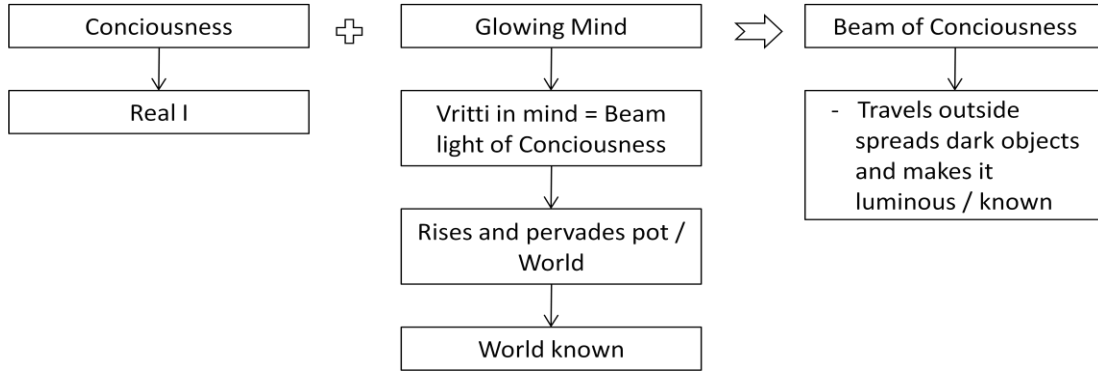 Conciousness
Glowing Mind
Beam of Conciousness
Real I
Vritti in mind = Beam
light of Conciousness
- Travels outside
spreads dark objects
and makes it
luminous / known
Rises and pervades pot /
World
World known